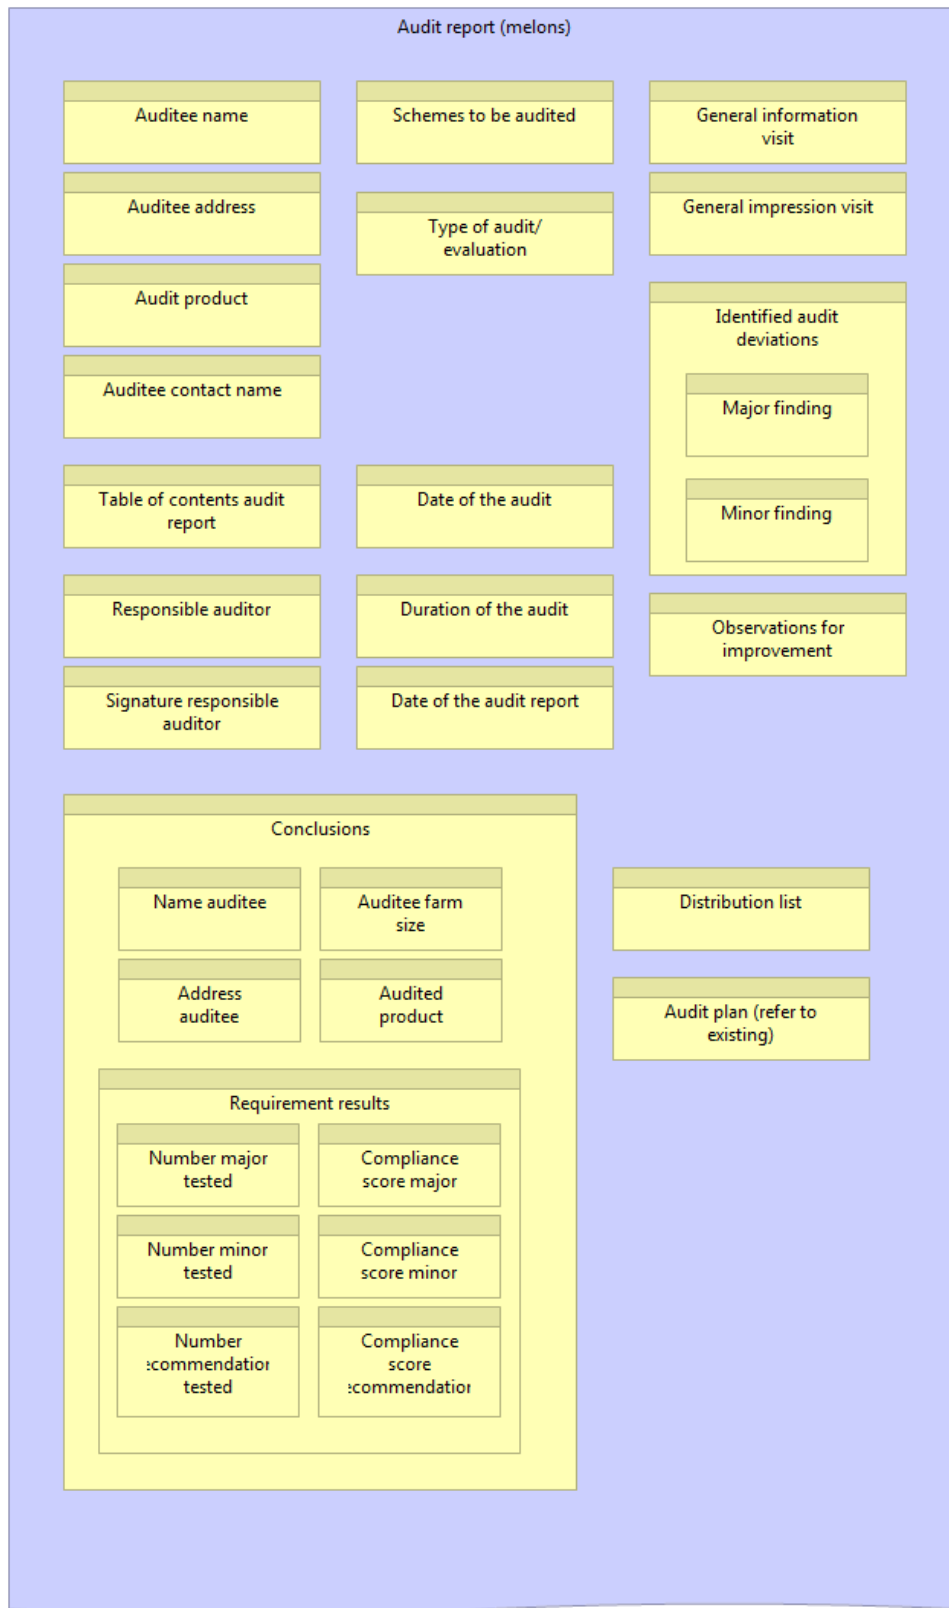 Audit report (melons)
Auditee name
Schemes to be audited
General information
visit
Auditee address
Type of audit/
evaluation
General impression visit
Audit product
Identified audit
deviations
Auditee contact name
Major finding
Minor finding
Table of contents audit
report
Date of the audit
Responsible auditor
Duration of the audit
Observations for
improvement
Signature responsible
auditor
Date of the audit report
Conclusions
Name auditee
Auditee farm
size
Address
auditee
Audited
product
Distribution list
Audit plan (refer to
existing)
Requirement results
Number major
tested
Compliance
score major
Number minor
tested
Compliance
score minor
Number
ecommendation
tested
Compliance
score
ecommendation